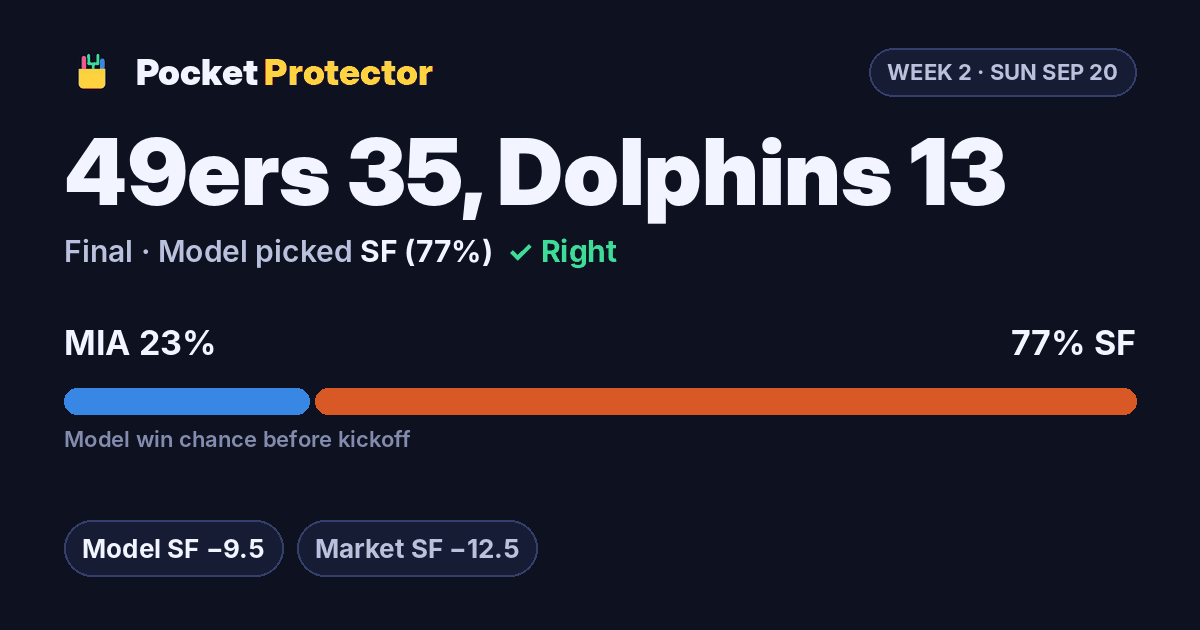 Pocket Protector
WEEK 2 · SUN SEP 20
49ers 35, Dolphins 13
Final · Model picked SF (77%) ✓ Right
MIA 23%
77% SF
Model win chance before kickoff
Model SF −9.5
Market SF −12.5